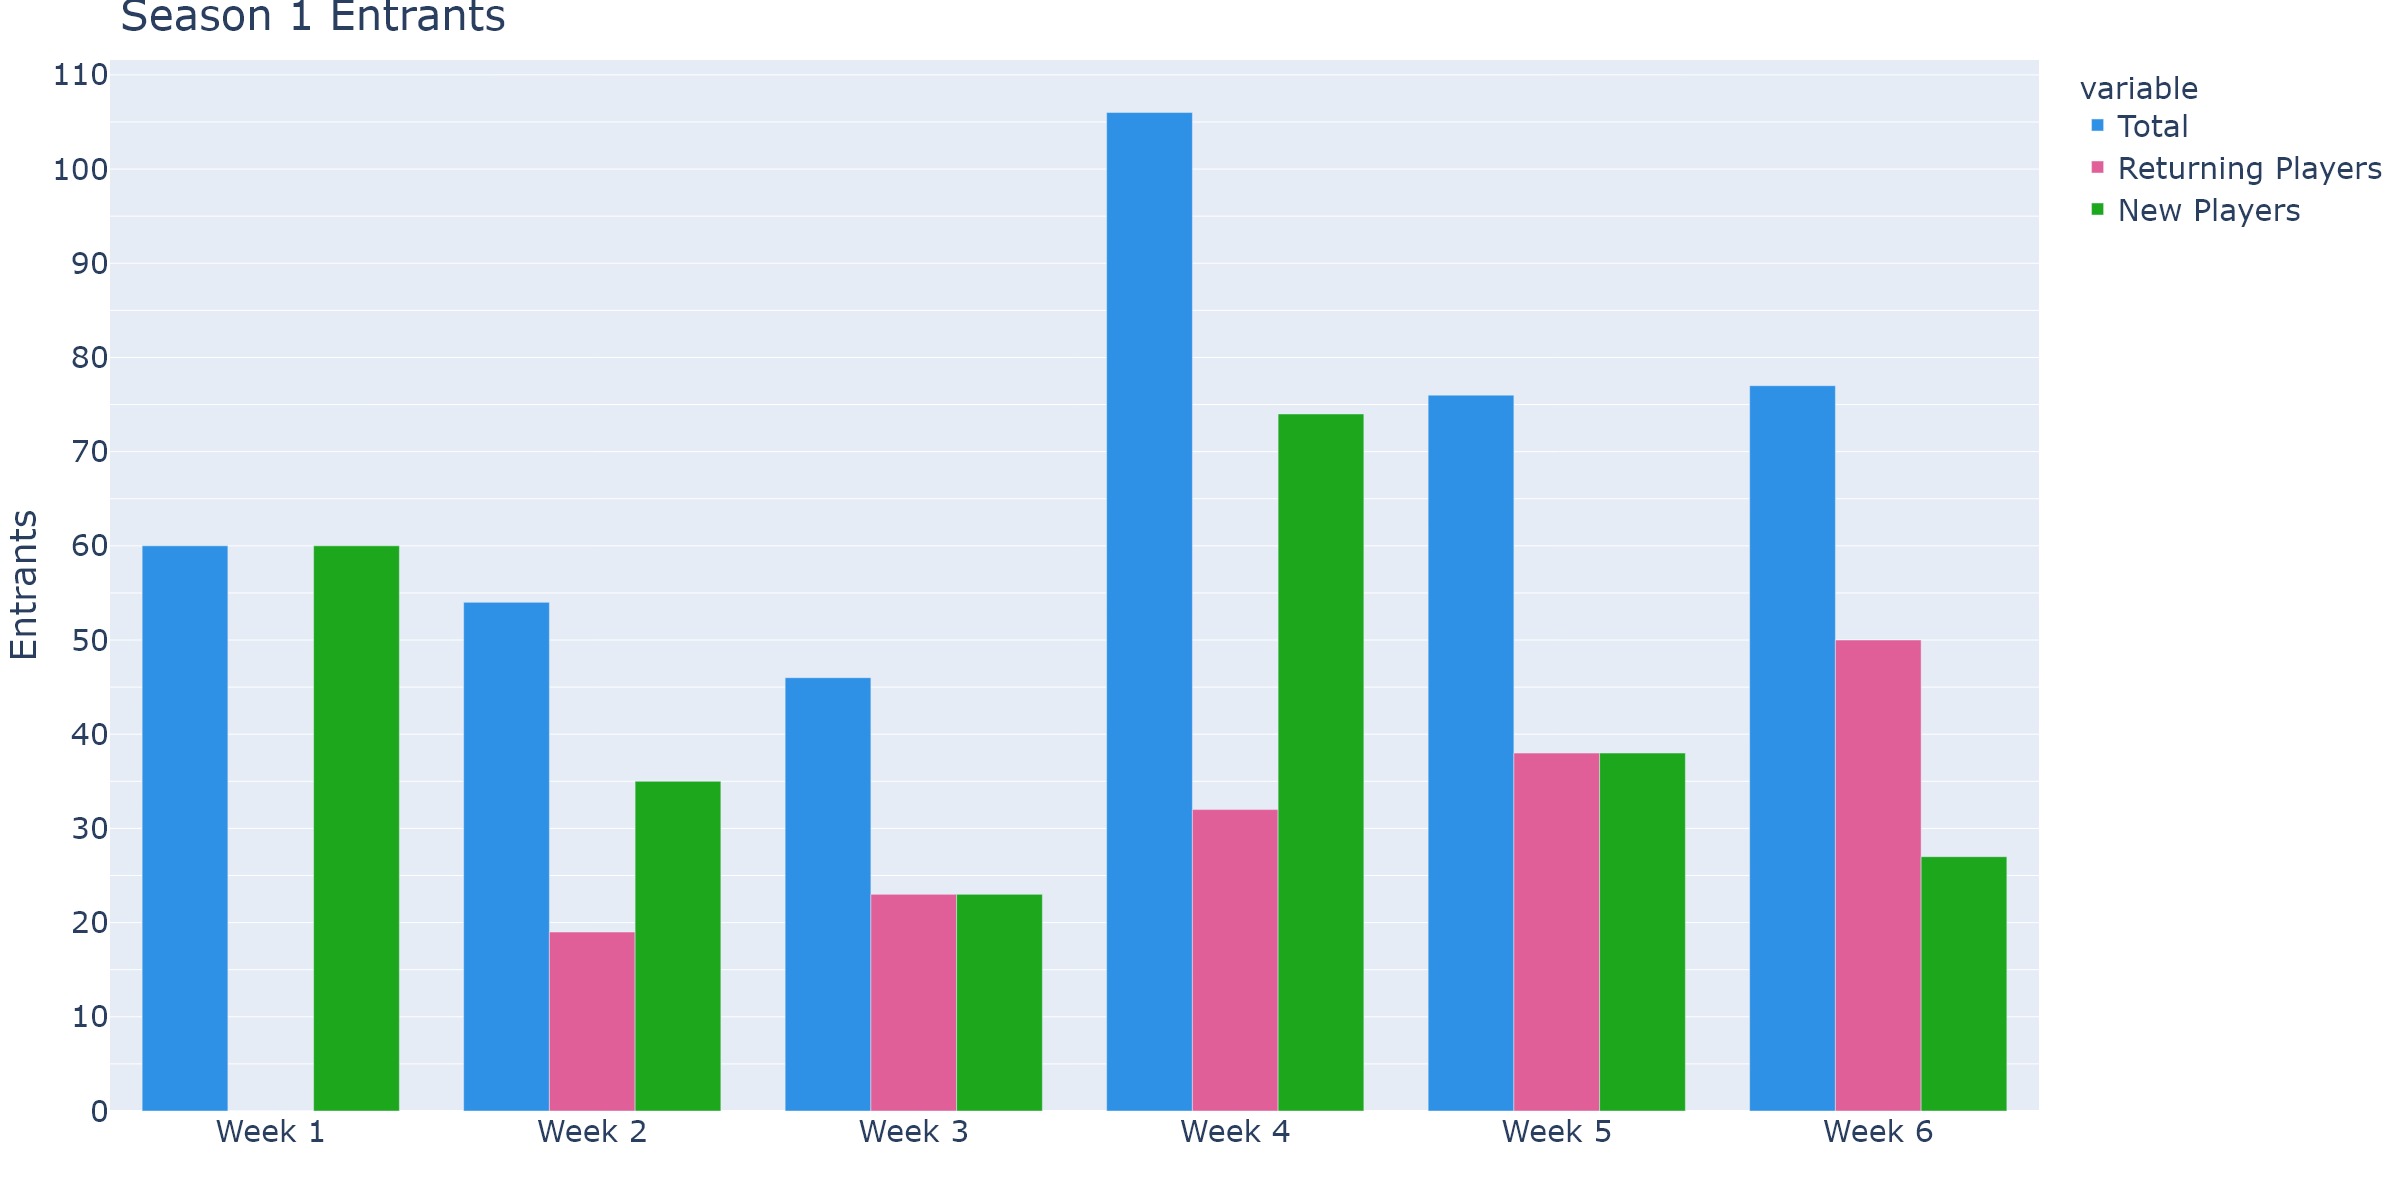 Season 1 Entrants
Entrants
110
100
90
80
70
60
50
40
30
20
10
0
Week 1
Week 2
Week 3
Week 4
Week 5
Week 6
variable
Total
Returning Players
New Players